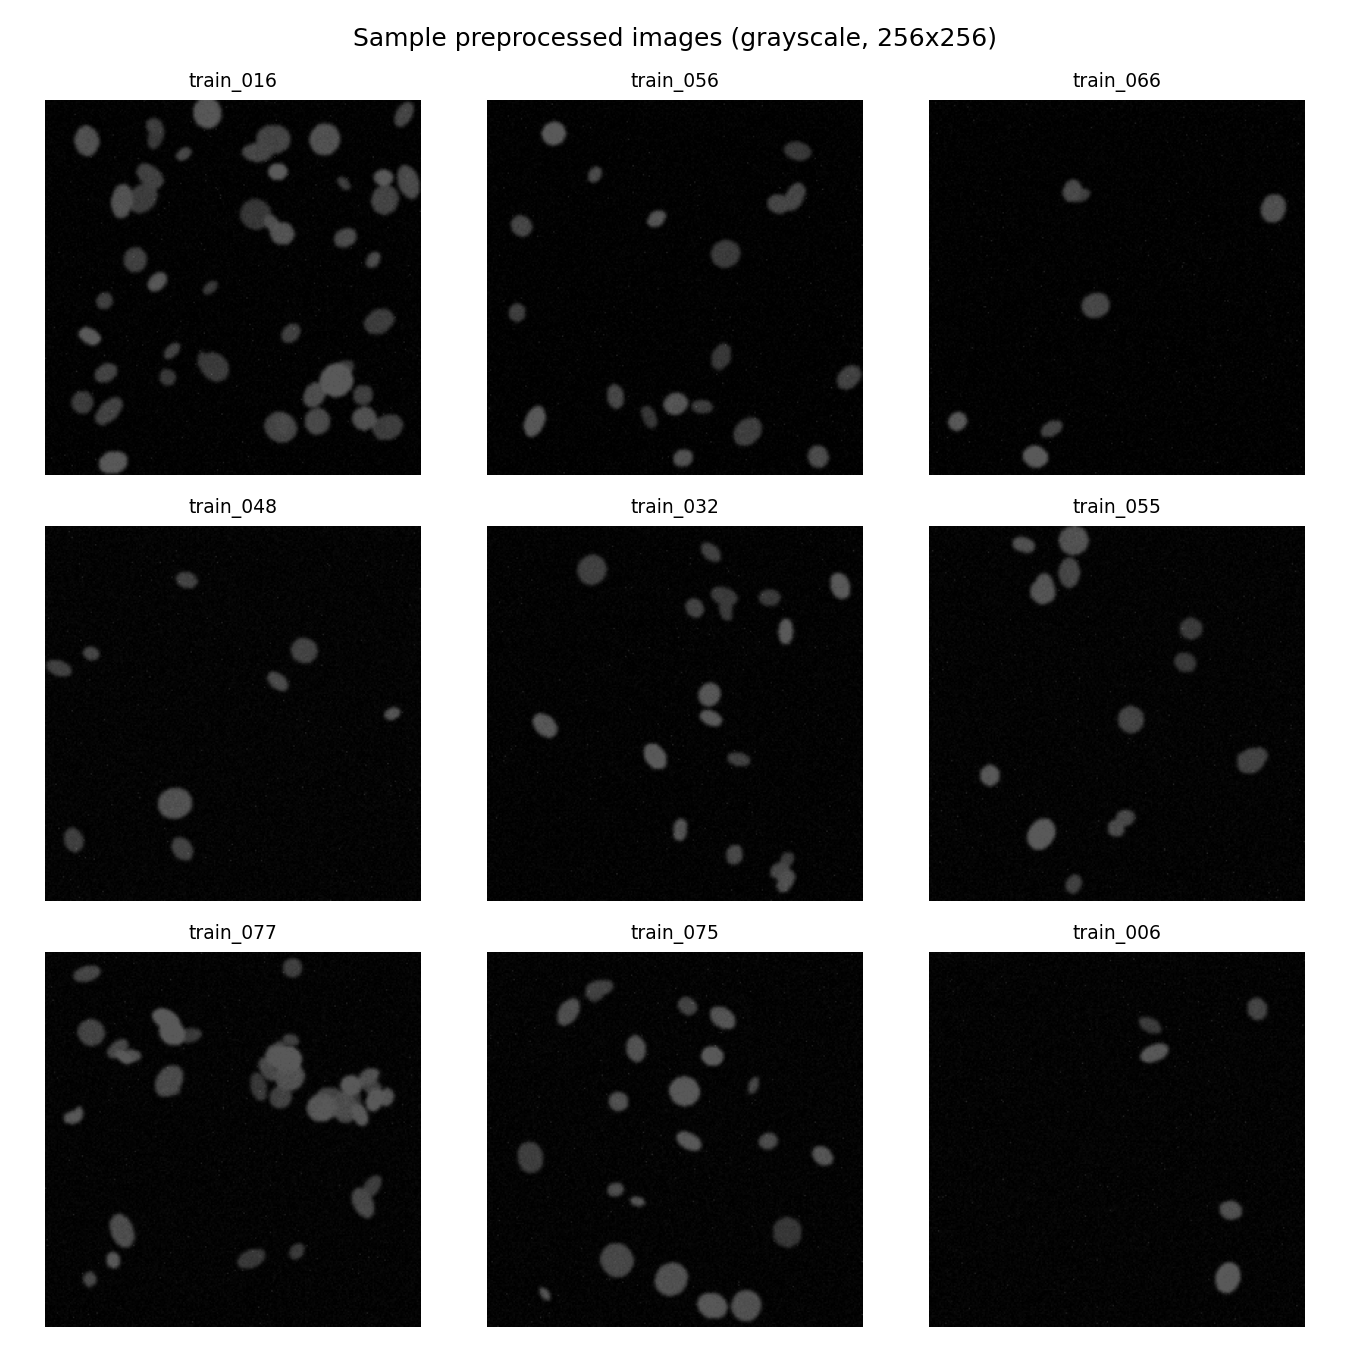 Sample preprocessed images (grayscale, 256x256)
train_016
train_056
train_066
train_048
train_032
train_055
train_077
train_075
train_006